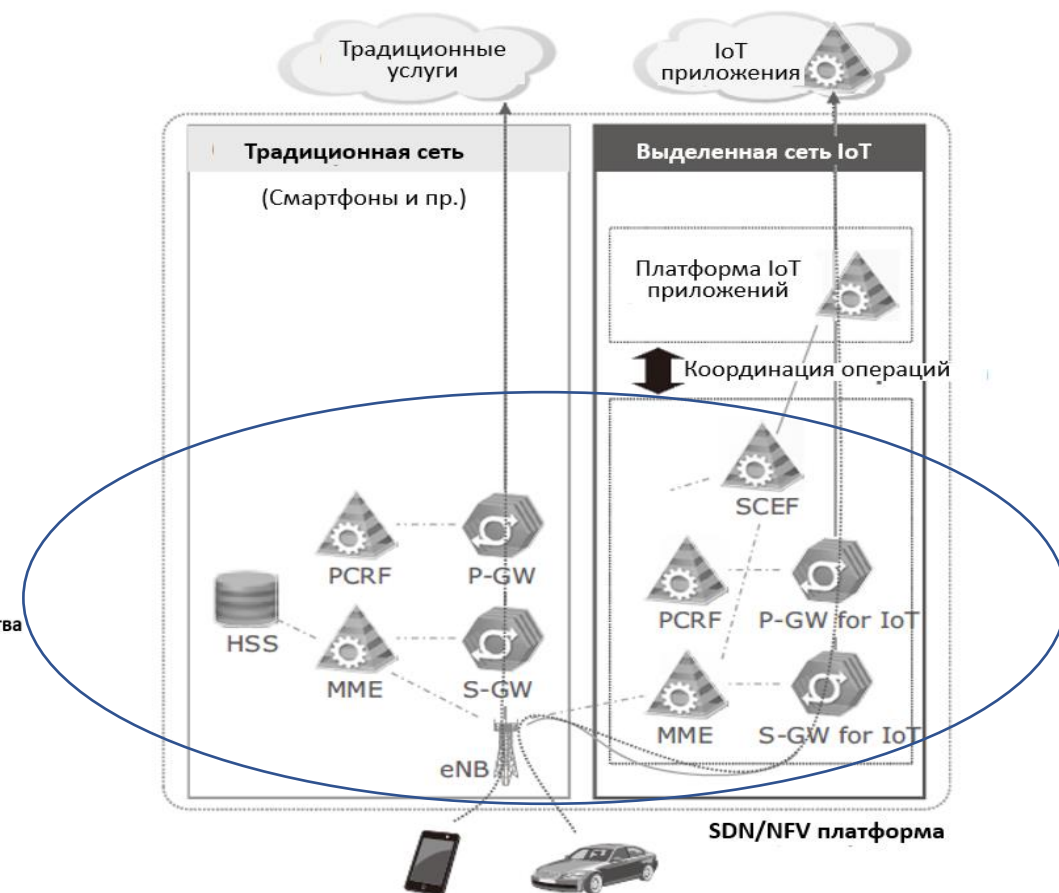 Традиционные
услуги
IoT
приложения
Традиционная сеть
Выделенная сеть IoT
(Смартфоны и пр.)
Платформа IoT
приложений
Координация операций
SCEF
PCRF
P-GW
PCRF
P-GW for IoT
HSS
MME
S-GW
MME
S-GW for IoT
eNB
SDN/NFV платформа